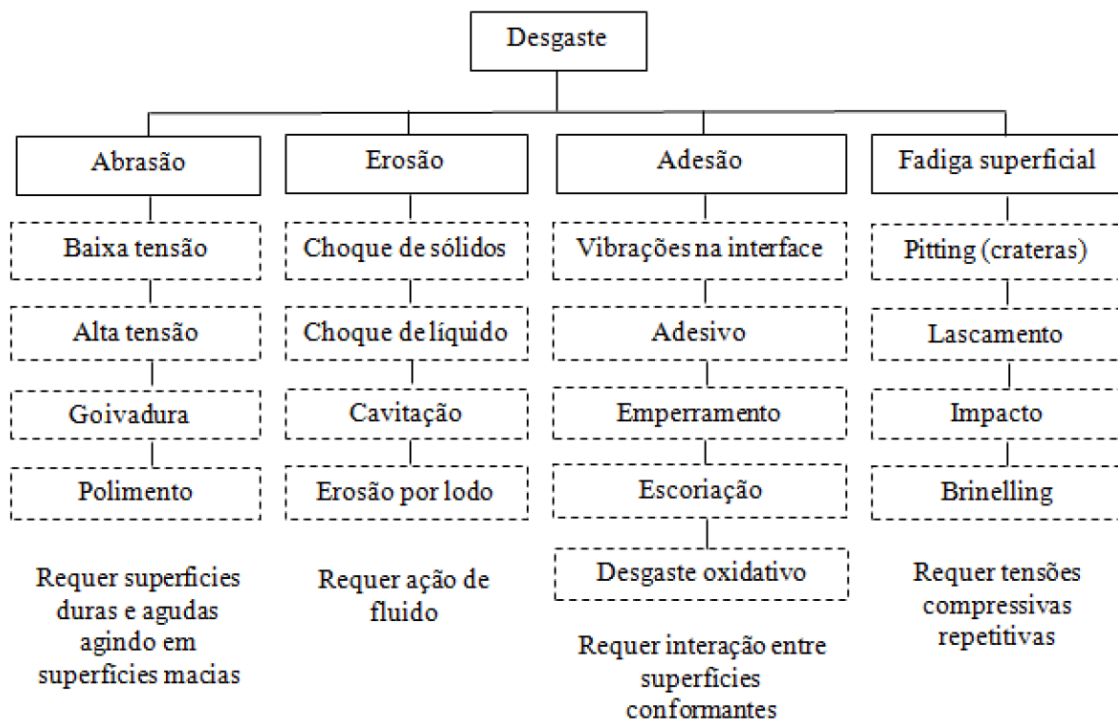 Desgaste
Abrasão
Baixa tensão
Alta tensão
Goivadura
Polimento
Requer superficies
duras e agudas
agindo em
superfícies macias
Erosão
Choque de sólidos
Choque de líquido
Cavitação
Erosão por lodo
Requer ação de
fluido
Adesão
Vibrações na interface
Adesivo
Emperramento
Escoriação
Desgaste oxidativo
Requer interação entre
superfícies
conformantes
Fadiga superficial
Pitting (crateras)
Lascamento
Impacto
Brinelling
Requer tensões
compressivas
repetitivas